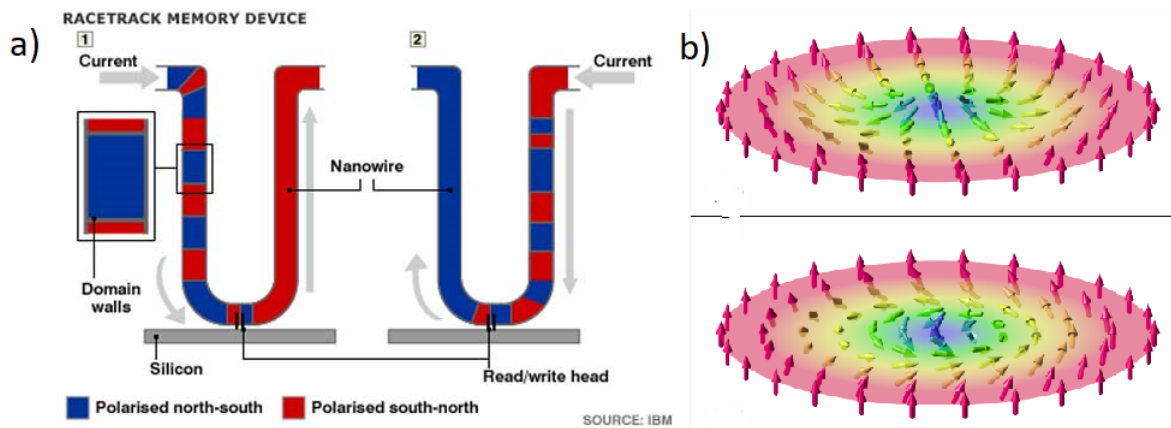 RACETRACK MEMORY DEVICE
a)
1
2
b)
Current
Current
Nanowire
Domain
walls
Silicon
Read/write head
Polarised north-south
Polarised south-north
SOURCE: IBM